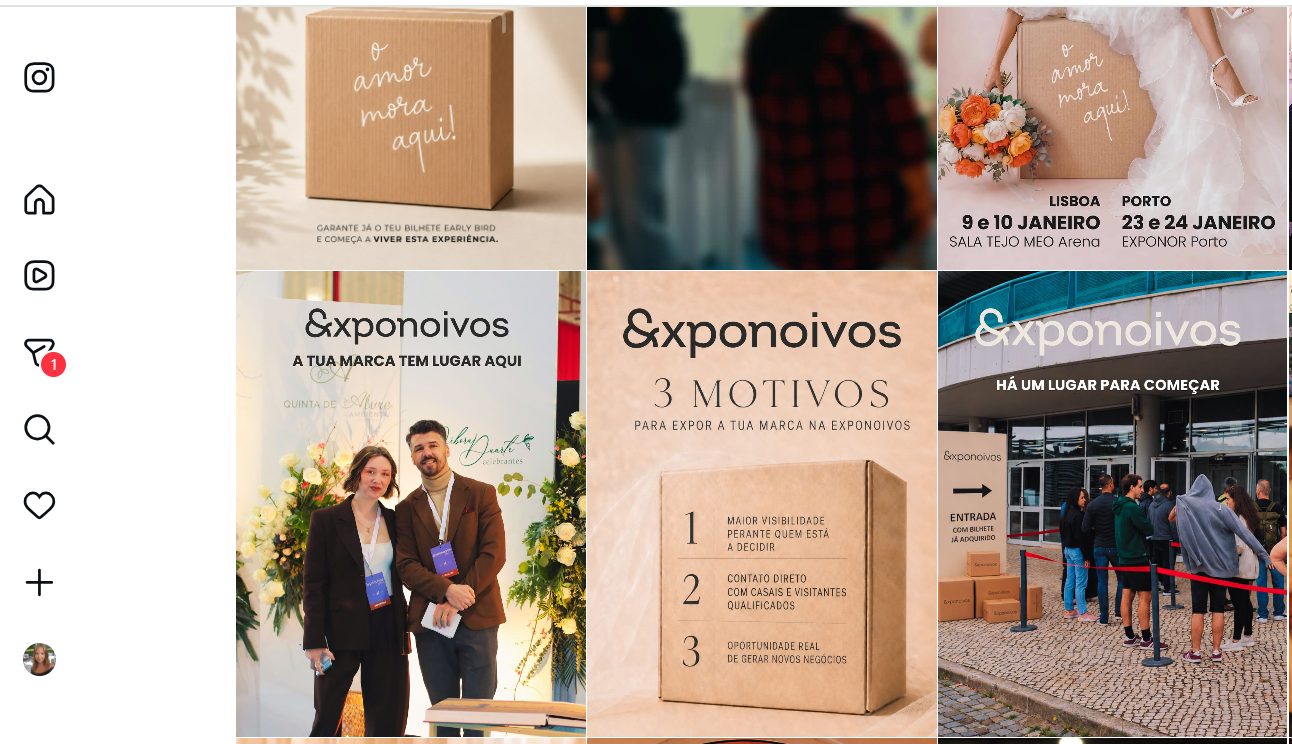 o
amor
mora
aqui!
GARANTE JÁ O TEU BILHETE EARLY BIRD
E COMEÇA A VIVER ESTA EXPERIÊNCIA.
o
amor
mora
aqui!
LISBOA
9 e 10 JANEIRO
SALA TEJO MEO Arena
PORTO
23 e 24 JANEIRO
EXPONOR Porto
1
&xponoivos
A TUA MARCA TEM LUGAR AQUI
QUINTA DE
Duarte
celebrantes
&xponoivos
3 MOTIVOS
PARA EXPOR A TUA MARCA NA EXPONOIVOS
1
MAIOR VISIBILIDADE
PERANTE QUEM ESTÁ
A DECIDIR
2
CONTATO DIRETO
COM CASAIS E VISITANTES
QUALIFICADOS
3
OPORTUNIDADE REAL
DE GERAR NOVOS NEGÓCIOS
&xponoivos
HÁ UM LUGAR PARA COMEÇAR
&xponoivos
ENTRADA
COM BILHETE
JÁ ADQUIRIDO